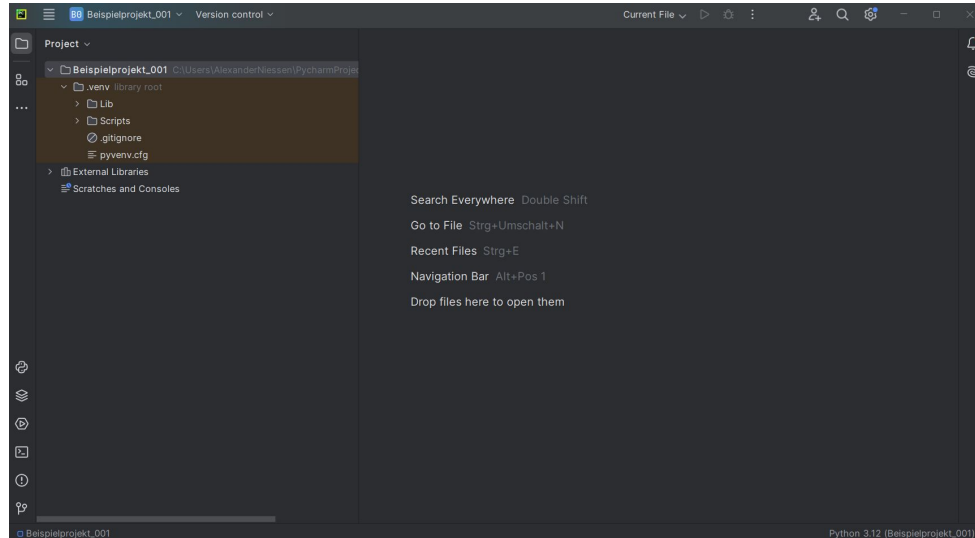 B0 Beispielprojekt_001 Version control Current File
Project
Beispielprojekt_001 C:\Users\AlexanderNiessen\PycharmProje
.venv library root
Lib
Scripts
.gitignore
pyvenv.cfg
External Libraries
Scratches and Consoles
Search Everywhere Double Shift
Go to File Strg+Umschalt+N
Recent Files Strg+E
Navigation Bar Alt+Pos 1
Drop files here to open them
Beispielprojekt_001 Python 3.12 (Beispielprojekt_001)